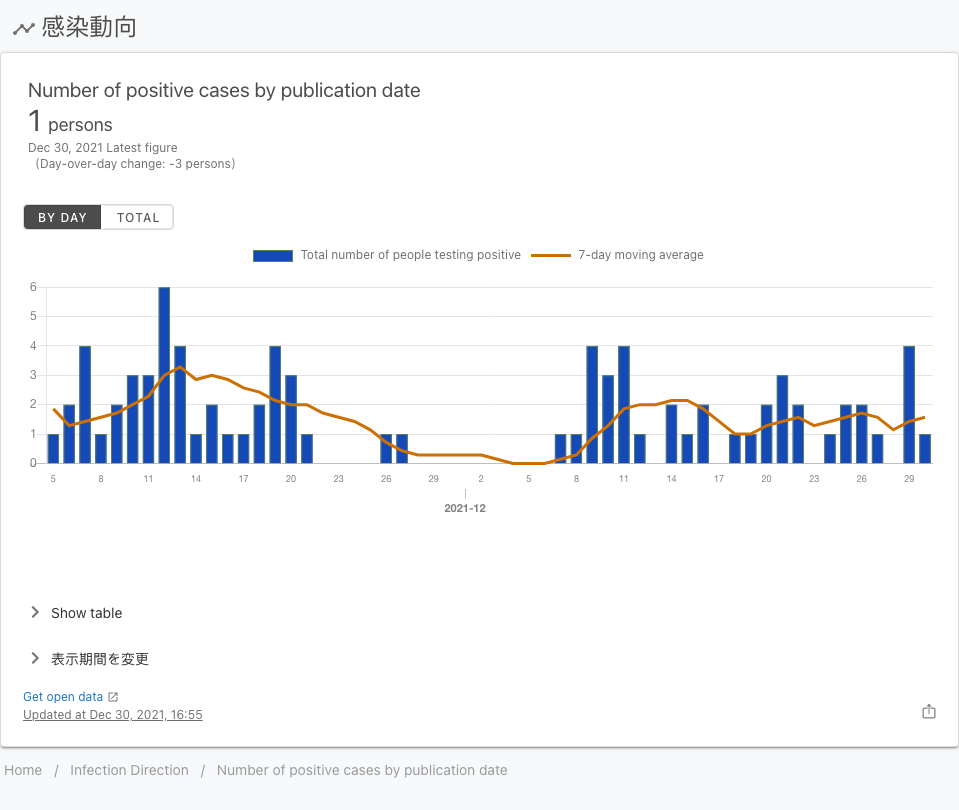 感染動向
Number of positive cases by publication date
1 persons
Dec 30, 2021 Latest figure
(Day-over-day change: -3 persons)
BY DAY TOTAL
Total number of people testing positive 7-day moving average
6
5
4
3
2
1
0
5 8 11 14 17 20 23 26 29 2 5 8 11 14 17 20 23 26 29
2021-12
Show table
表示期間を変更
Get open data
Updated at Dec 30, 2021, 16:55
Home / Infection Direction / Number of positive cases by publication date